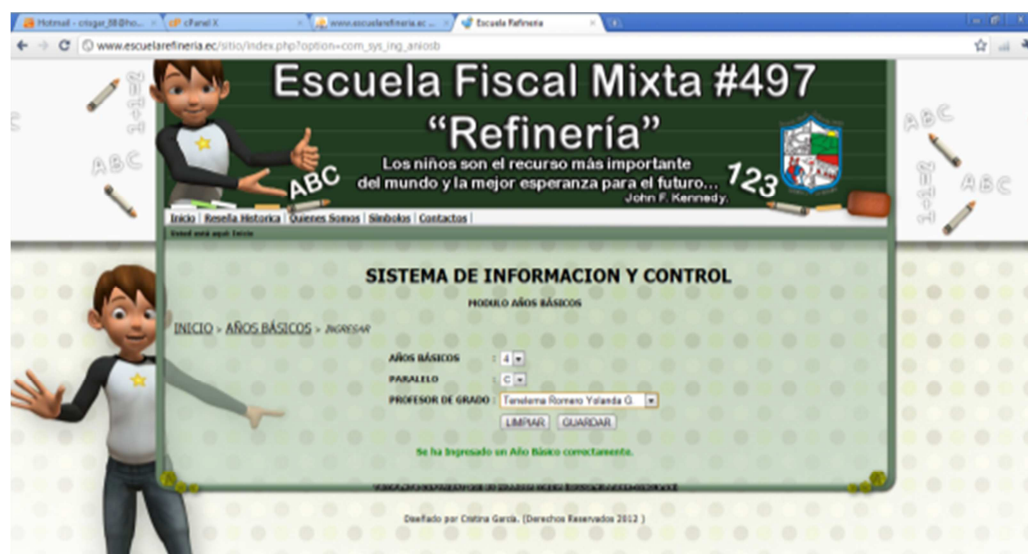 Hotmail - crisgar_88@ho...
cPanel X
www.escuelarefineria.ec ...
Escuela Refineria
www.escuelarefineria.ec/sitio/index.php?option=com_sys_ing_aniosb
Escuela Fiscal Mixta #497
“Refinería”
Los niños son el recurso más importante
del mundo y la mejor esperanza para el futuro...
John F. Kennedy.
ABC
123
Inicio | Reseña Historica | Quienes Somos | Símbolos | Contactos |
Usted está aquí: Inicio
SISTEMA DE INFORMACION Y CONTROL
MODULO AÑOS BÁSICOS
INICIO > AÑOS BÁSICOS > INGRESAR
AÑOS BÁSICOS : 4
PARALELO : C
PROFESOR DE GRADO : Tenelema Romero Yolanda G.
LIMPIAR GUARDAR
Se ha Ingresado un Año Básico correctamente.
Diseñado por Cristina García. (Derechos Reservados 2012 )